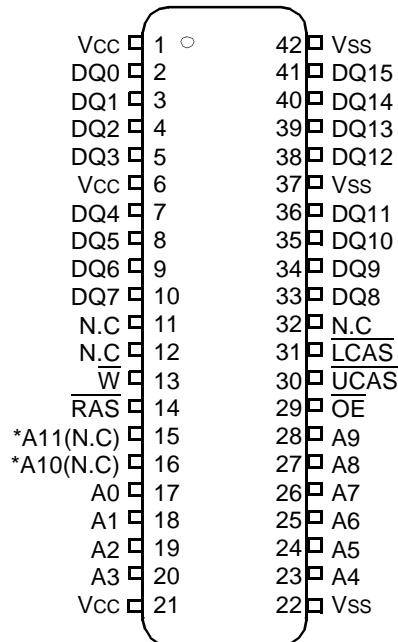 Vcc 1 42 Vss
DQ0 2 41 DQ15
DQ1 3 40 DQ14
DQ2 4 39 DQ13
DQ3 5 38 DQ12
Vcc 6 37 Vss
DQ4 7 36 DQ11
DQ5 8 35 DQ10
DQ6 9 34 DQ9
DQ7 10 33 DQ8
N.C 11 32 N.C
N.C 12 31 L̅C̅A̅S̅
W̅ 13 30 U̅C̅A̅S̅
R̅A̅S̅ 14 29 O̅E̅
*A11(N.C) 15 28 A9
*A10(N.C) 16 27 A8
A0 17 26 A7
A1 18 25 A6
A2 19 24 A5
A3 20 23 A4
Vcc 21 22 Vss